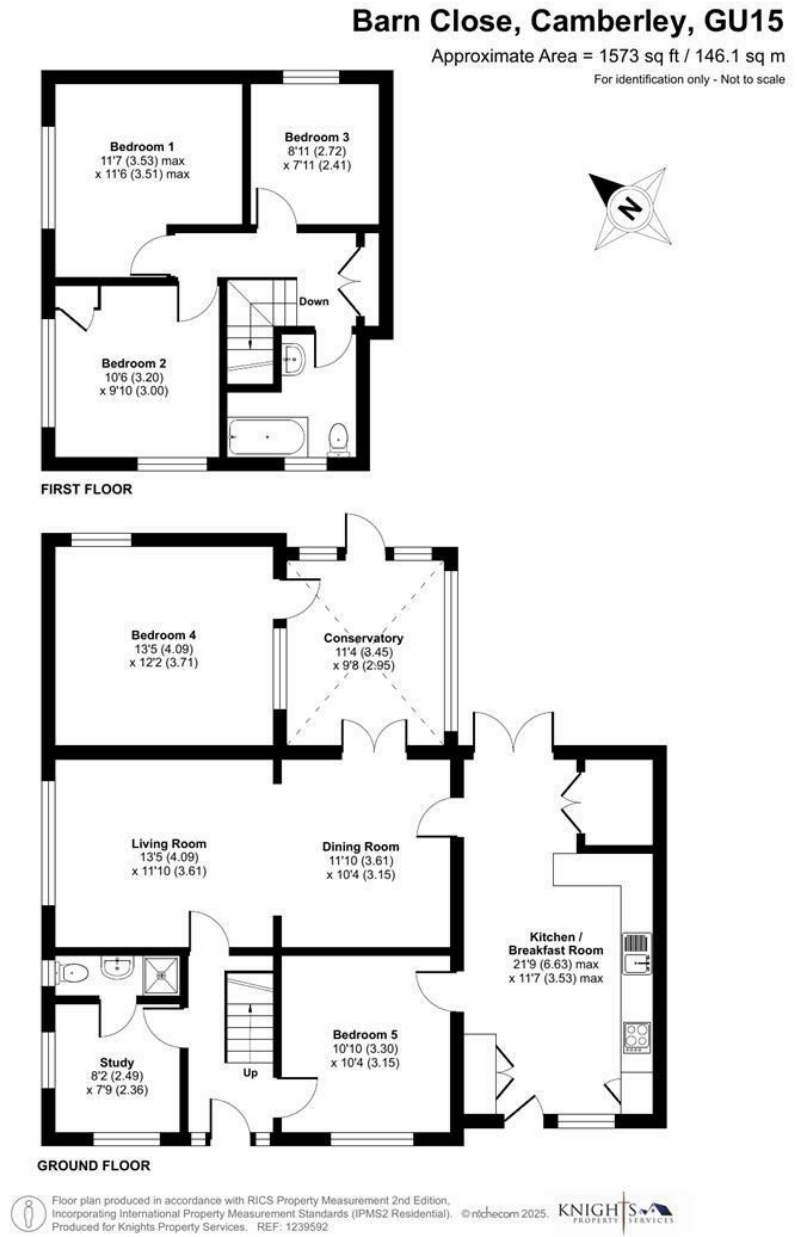 Barn Close, Camberley, GU15
Approximate Area = 1573 sq ft / 146.1 sq m
For identification only - Not to scale
N
Bedroom 1
11'7 (3.53) max
x 11'6 (3.51) max
Bedroom 3
8'11 (2.72)
x 7'11 (2.41)
Down
Bedroom 2
10'6 (3.20)
x 9'10 (3.00)
FIRST FLOOR
Bedroom 4
13'5 (4.09)
x 12'2 (3.71)
Conservatory
11'4 (3.45)
x 9'8 (2.95)
Living Room
13'5 (4.09)
x 11'10 (3.61)
Dining Room
11'10 (3.61)
x 10'4 (3.15)
Kitchen /
Breakfast Room
21'9 (6.63) max
x 11'7 (3.53) max
Study
8'2 (2.49)
x 7'9 (2.36)
Up
Bedroom 5
10'10 (3.30)
x 10'4 (3.15)
GROUND FLOOR
Floor plan produced in accordance with RICS Property Measurement 2nd Edition,
Incorporating International Property Measurement Standards (IPMS2 Residential). © nichecom 2025.
Produced for Knights Property Services. REF: 1239592
KNIGHTS
PROPERTY SERVICES